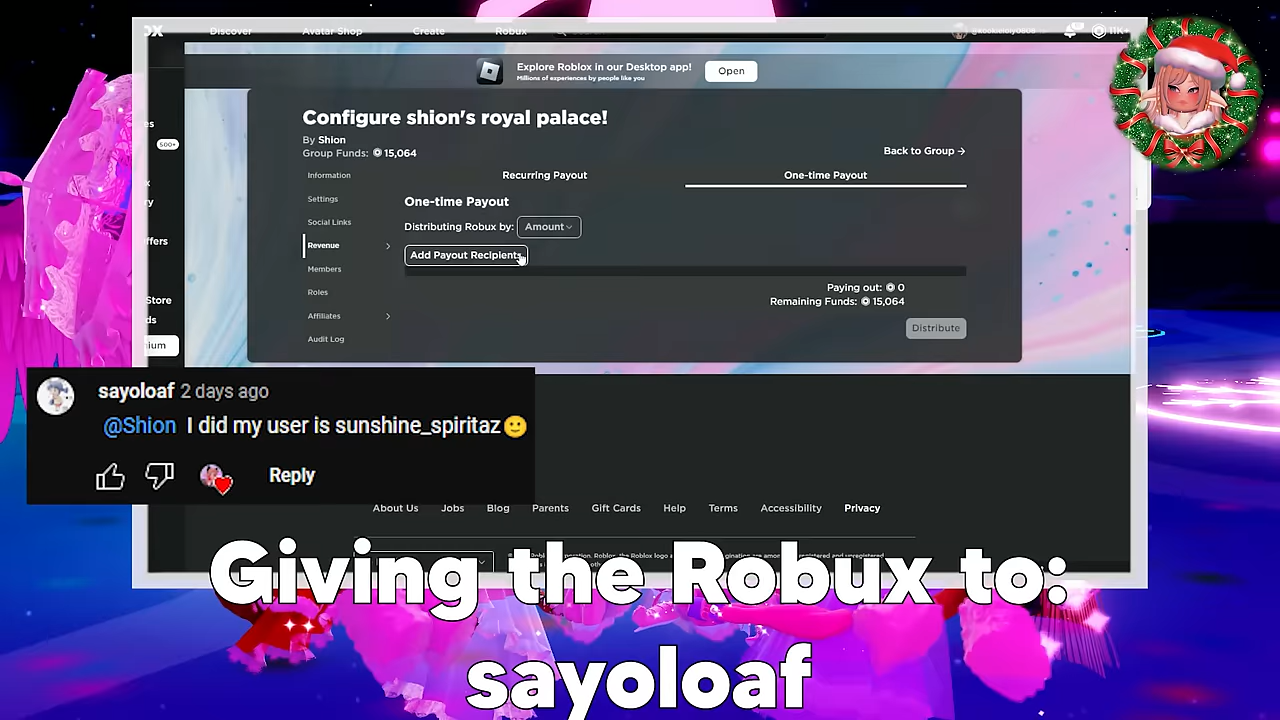 Discover Avatar Shop Create Robux
Explore Roblox in our Desktop app!
Millions of experiences by people like you
Open
Configure shion's royal palace!
By Shion
Group Funds: 15,064
Back to Group →
Information
Settings
Social Links
Revenue
Members
Roles
Affiliates
Audit Log
Recurring Payout
One-time Payout
One-time Payout
Distributing Robux by: Amount
Add Payout Recipients
Paying out: 0
Remaining Funds: 15,064
Distribute
500+
sayoloaf 2 days ago
@Shion I did my user is sunshine_spiritaz🙂
Reply
About Us Jobs Blog Parents Gift Cards Help Terms Accessibility Privacy
Giving the Robux to:
sayoloaf